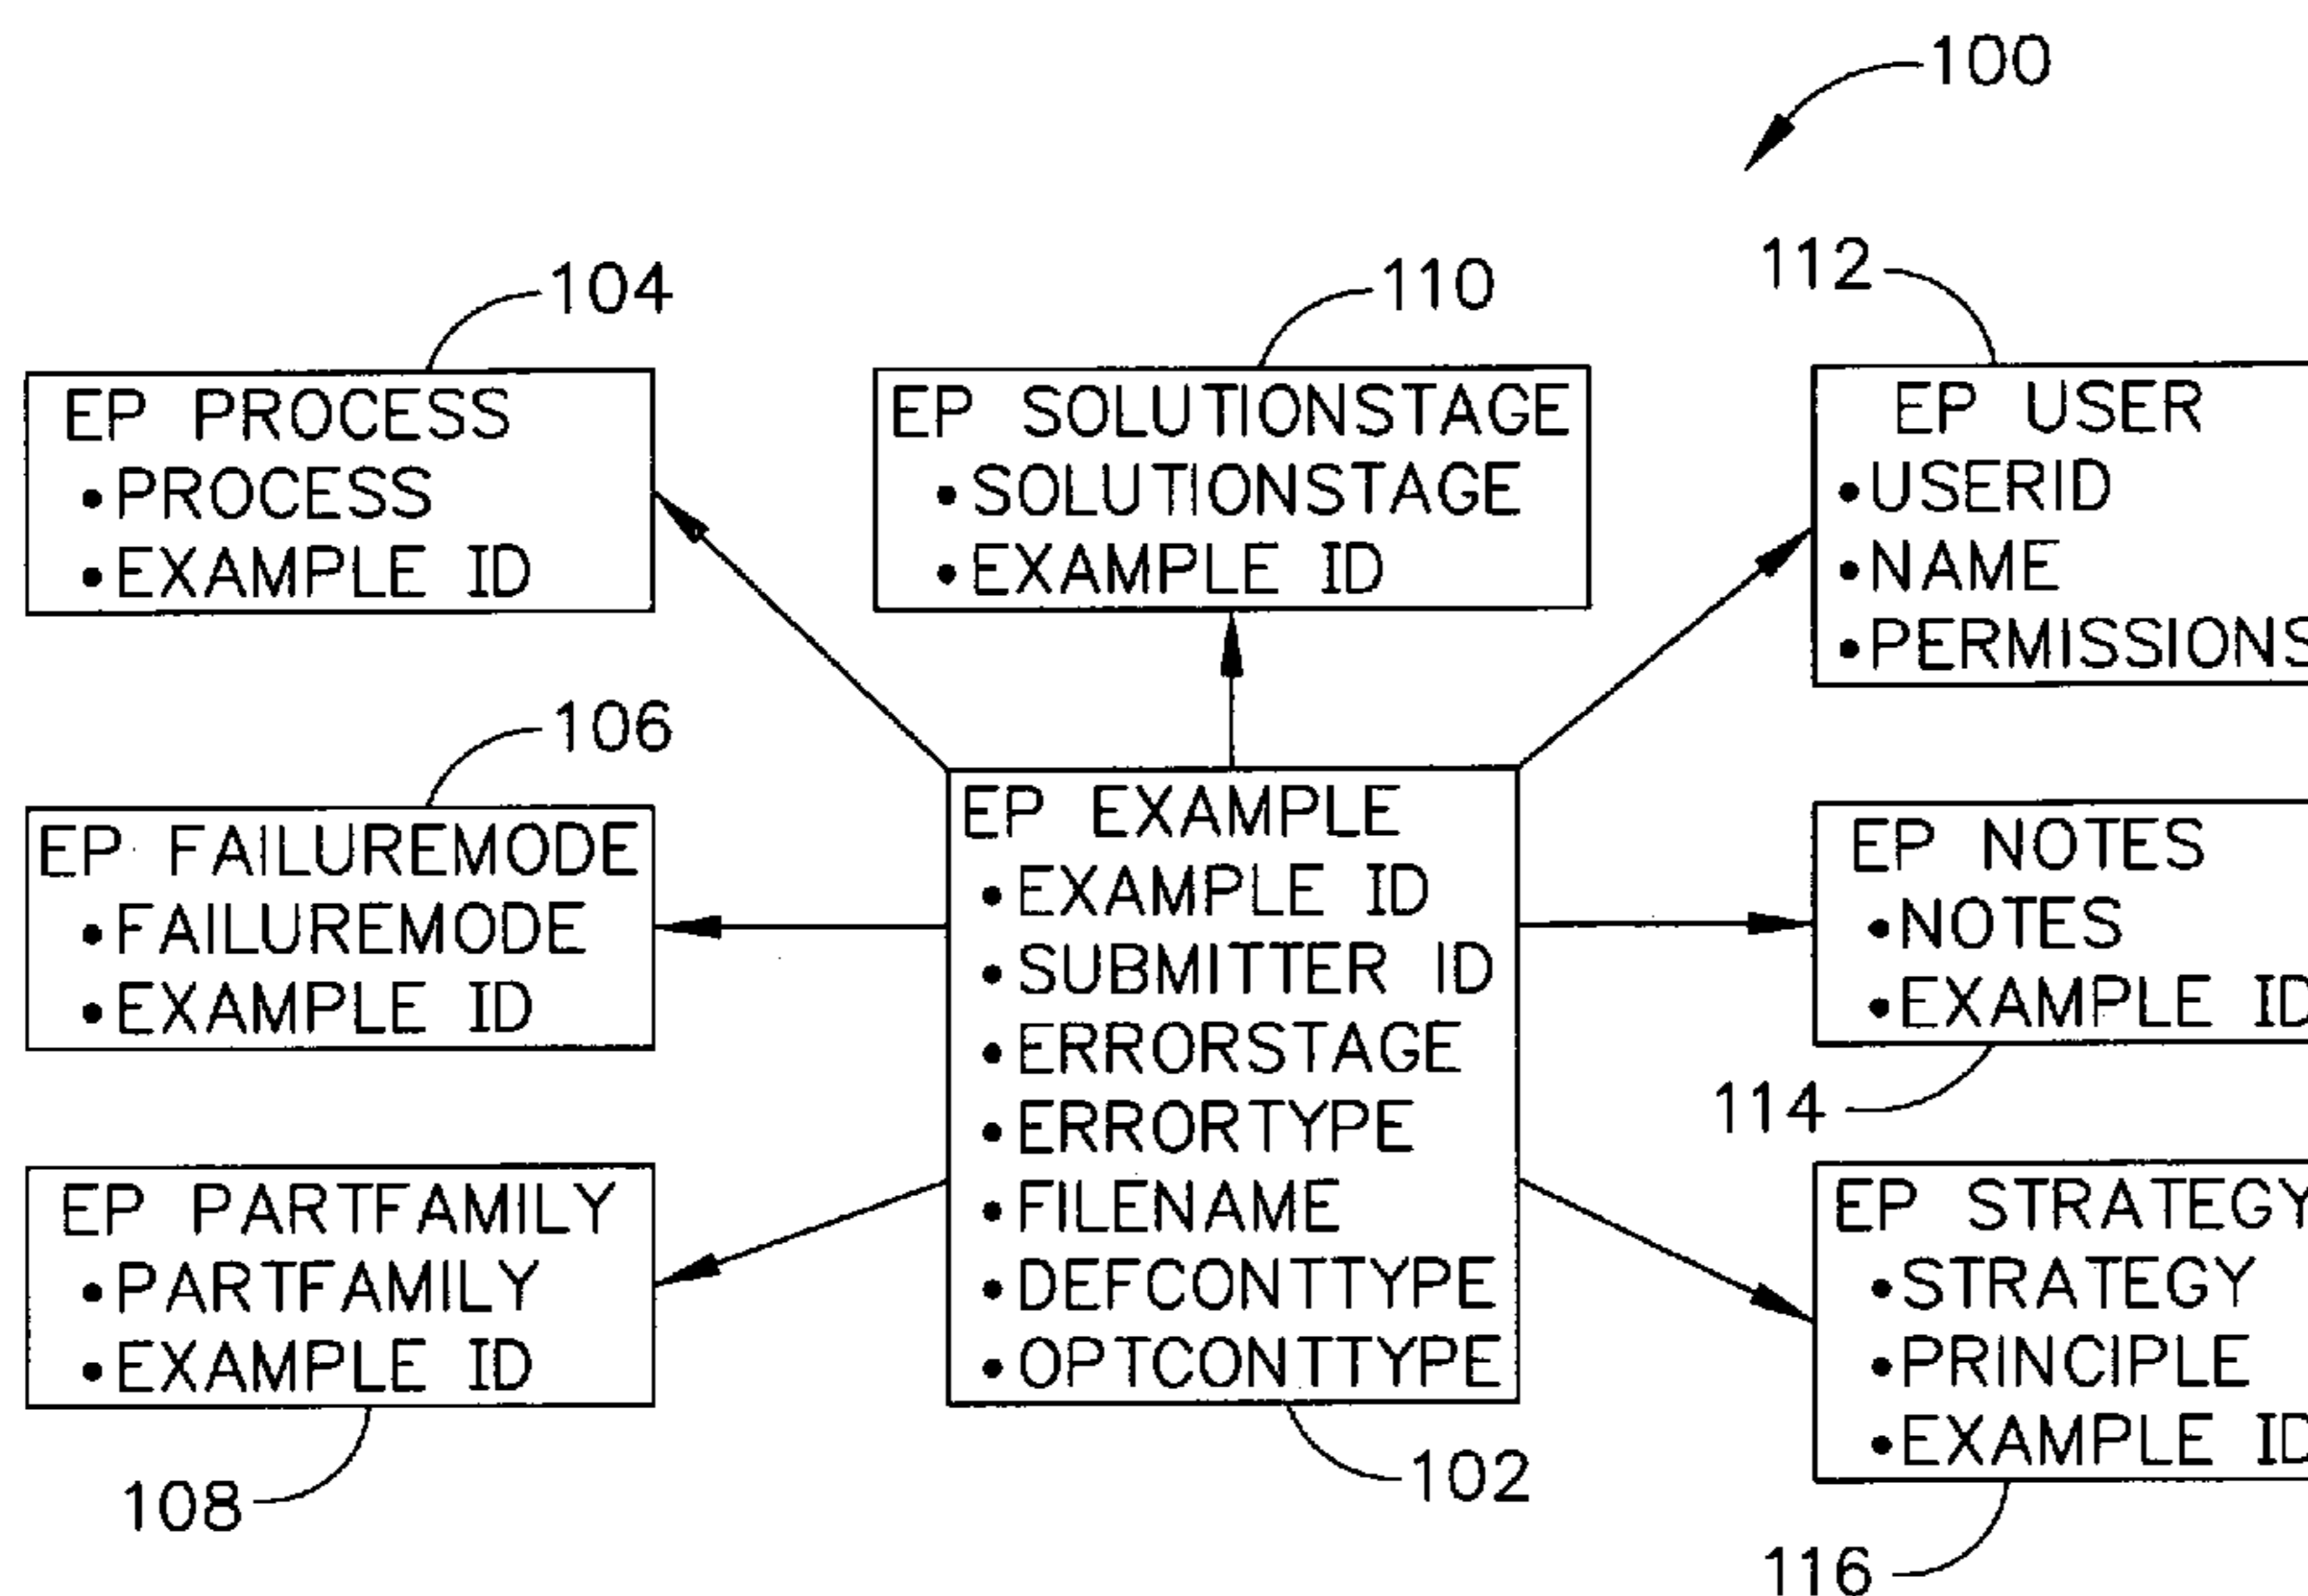 100
104
EP PROCESS
•PROCESS
•EXAMPLE ID
110
EP SOLUTIONSTAGE
•SOLUTIONSTAGE
•EXAMPLE ID
112
EP USER
•USERID
•NAME
•PERMISSIONS
106
EP FAILUREMODE
•FAILUREMODE
•EXAMPLE ID
EP EXAMPLE
•EXAMPLE ID
•SUBMITTER ID
•ERRORSTAGE
•ERRORTYPE
•FILENAME
•DEFCONTTYPE
•OPTCONTTYPE
102
EP NOTES
•NOTES
•EXAMPLE ID
114
EP PARTFAMILY
•PARTFAMILY
•EXAMPLE ID
108
EP STRATEGY
•STRATEGY
•PRINCIPLE
•EXAMPLE ID
116